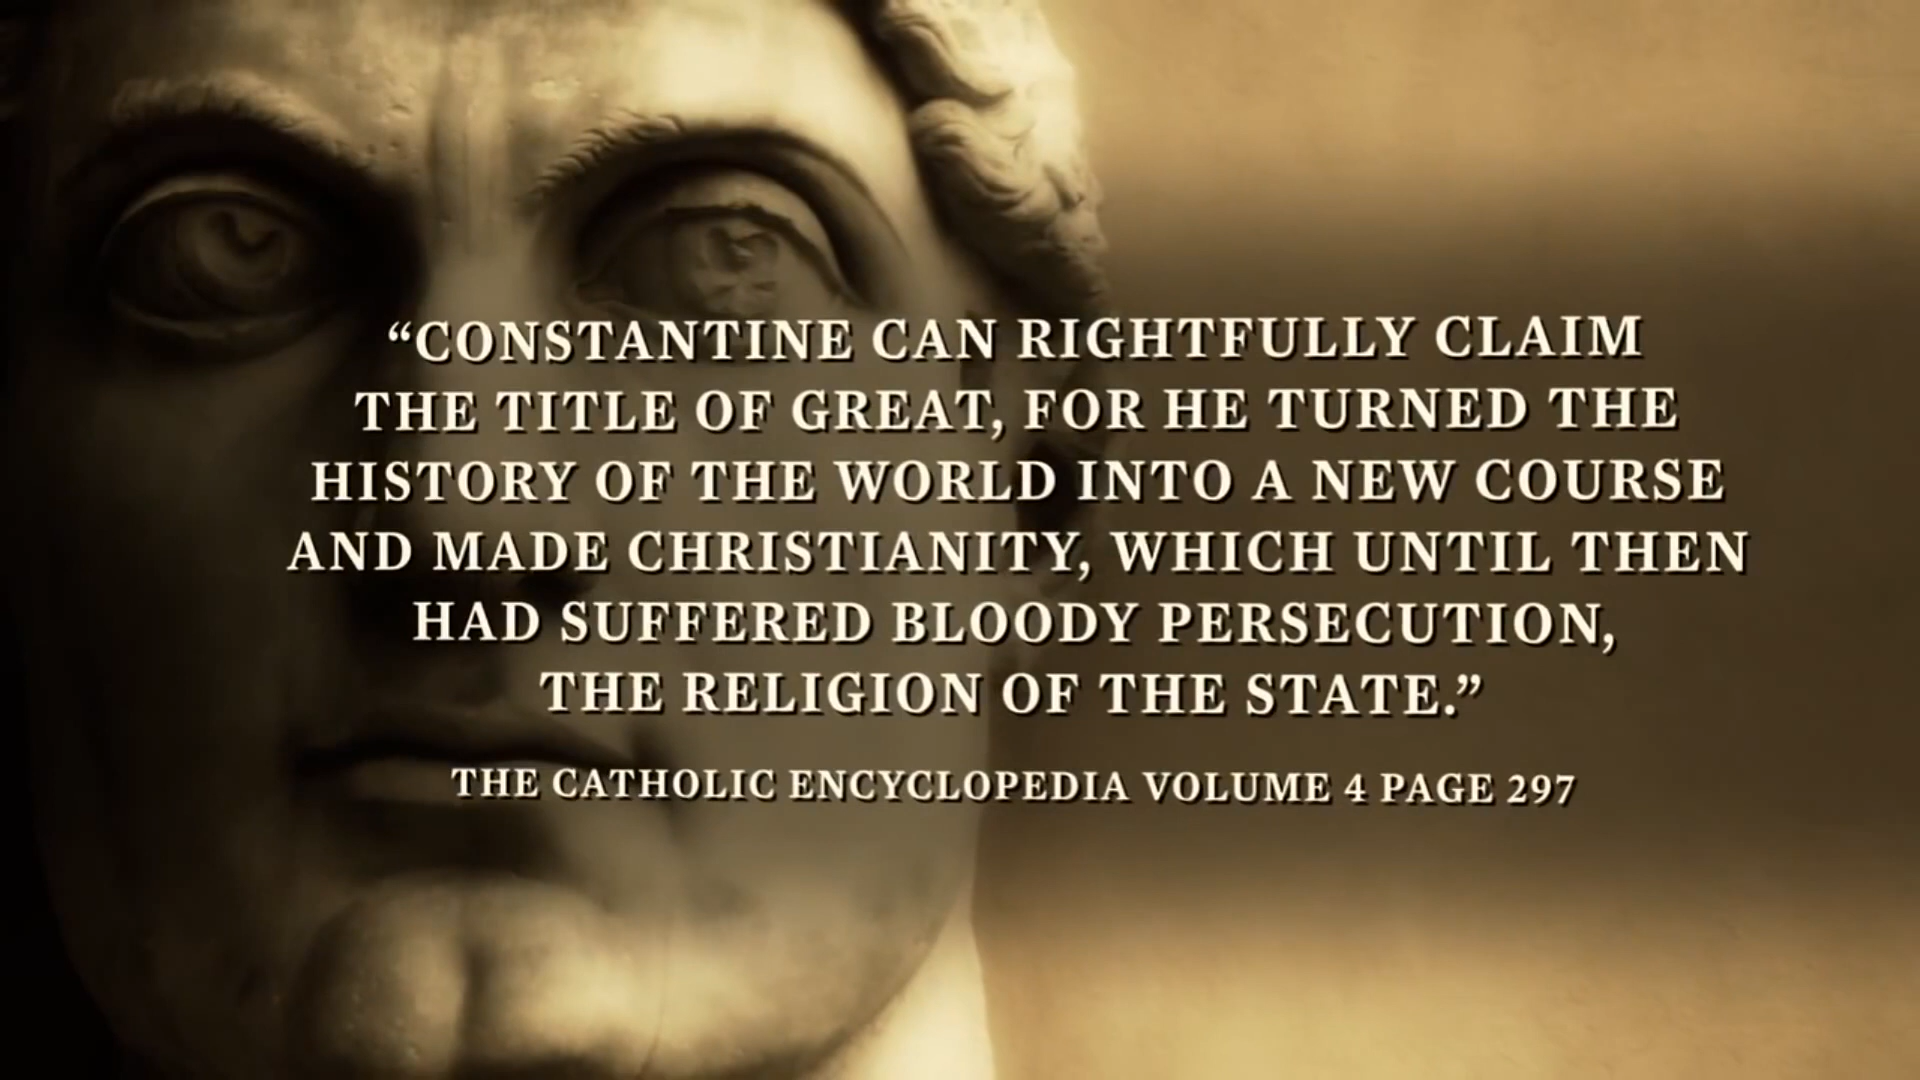 “CONSTANTINE CAN RIGHTFULLY CLAIM
THE TITLE OF GREAT, FOR HE TURNED THE
HISTORY OF THE WORLD INTO A NEW COURSE
AND MADE CHRISTIANITY, WHICH UNTIL THEN
HAD SUFFERED BLOODY PERSECUTION,
THE RELIGION OF THE STATE.”
THE CATHOLIC ENCYCLOPEDIA VOLUME 4 PAGE 297